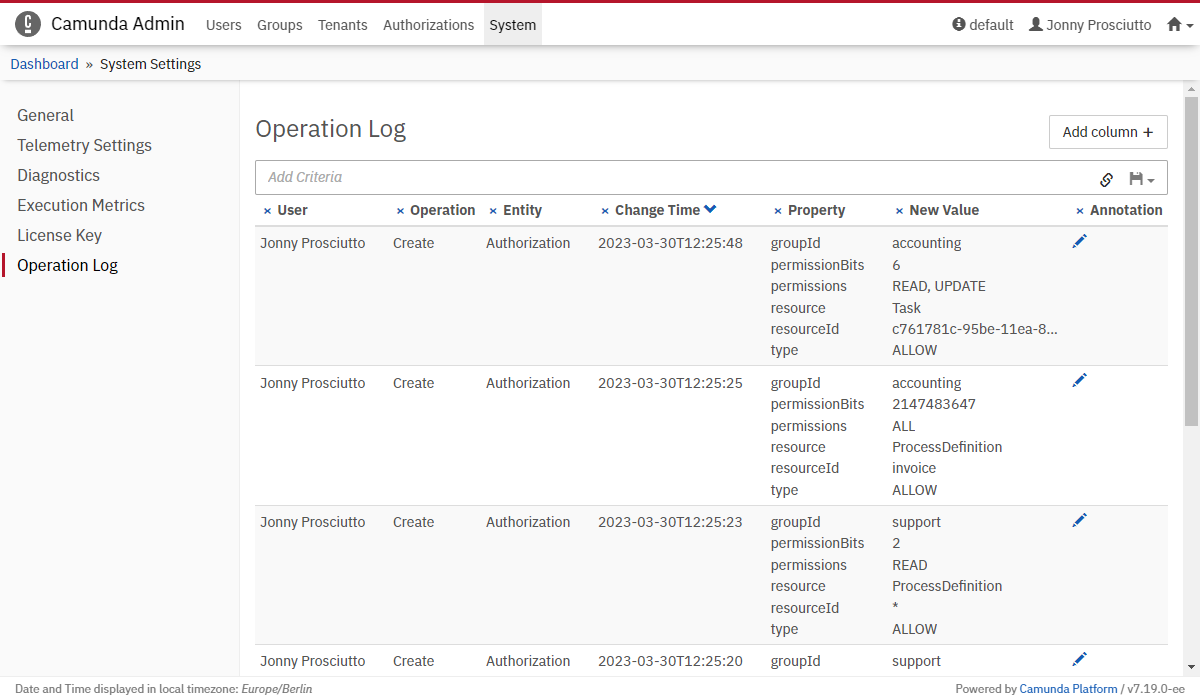 Camunda Admin Users Groups Tenants Authorizations System default Jonny Prosciutto
Dashboard » System Settings
General
Telemetry Settings
Diagnostics
Execution Metrics
License Key
Operation Log
Operation Log
Add column +
Add Criteria
× User × Operation × Entity × Change Time × Property × New Value × Annotation
Jonny Prosciutto Create Authorization 2023-03-30T12:25:48 groupId accounting
permissionBits 6
permissions READ, UPDATE
resource Task
resourceId c761781c-95be-11ea-8...
type ALLOW
Jonny Prosciutto Create Authorization 2023-03-30T12:25:25 groupId accounting
permissionBits 2147483647
permissions ALL
resource ProcessDefinition
resourceId invoice
type ALLOW
Jonny Prosciutto Create Authorization 2023-03-30T12:25:23 groupId support
permissionBits 2
permissions READ
resource ProcessDefinition
resourceId *
type ALLOW
Jonny Prosciutto Create Authorization 2023-03-30T12:25:20 groupId support
Date and Time displayed in local timezone: Europe/Berlin Powered by Camunda Platform / v7.19.0-ee